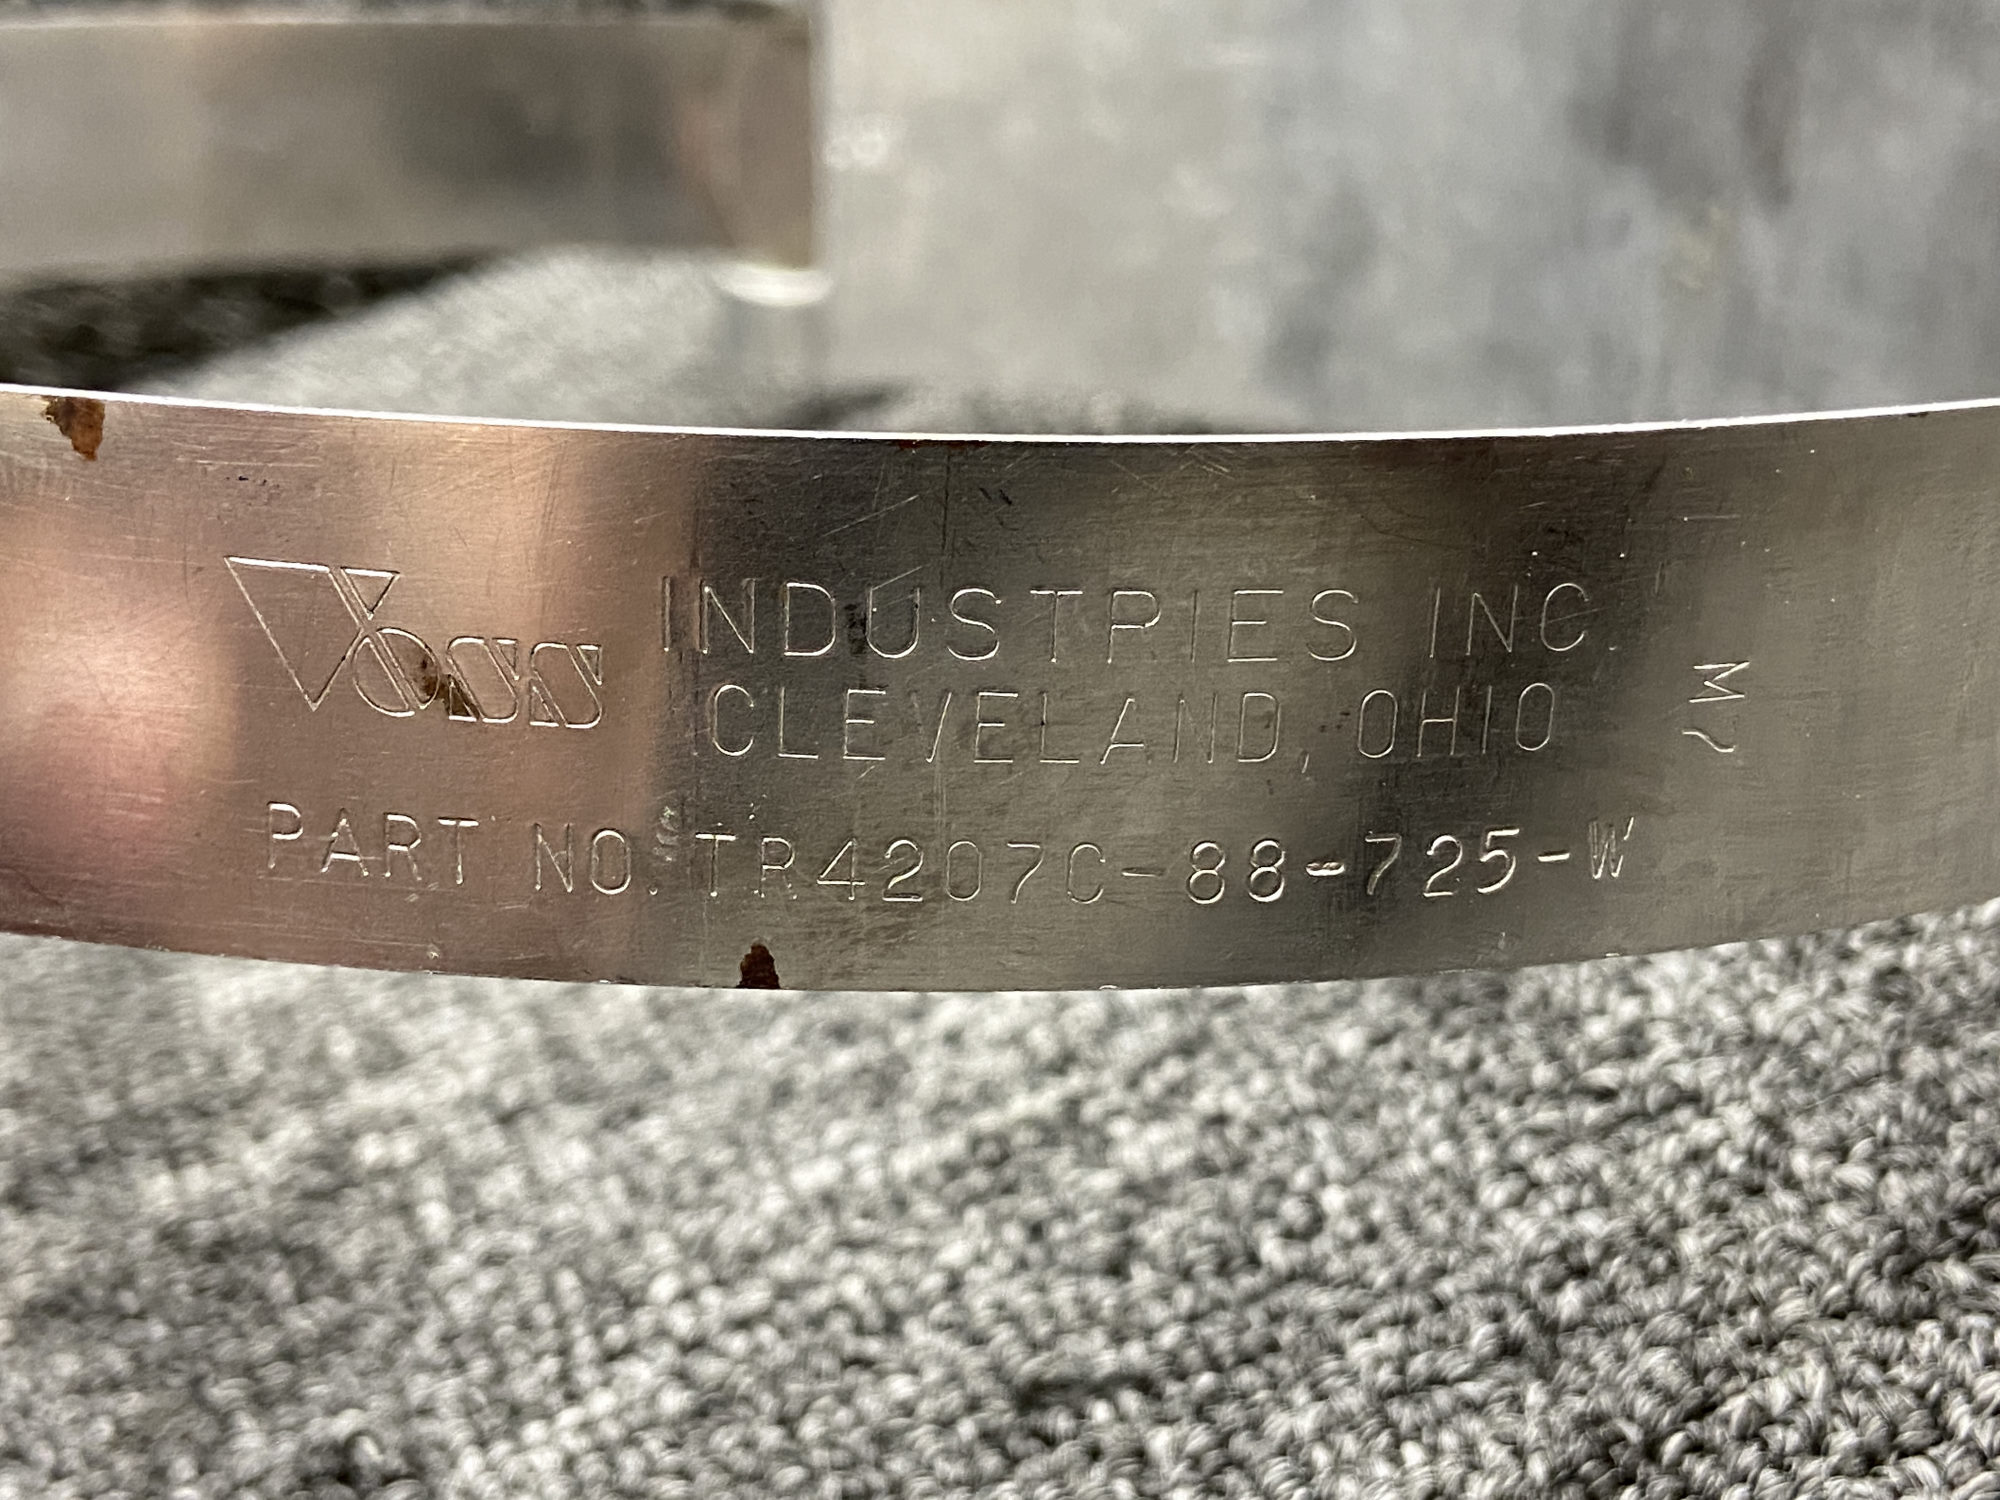 Voss INDUSTRIES INC.
CLEVELAND, OHIO
PART NO. TR4207C-88-725-W